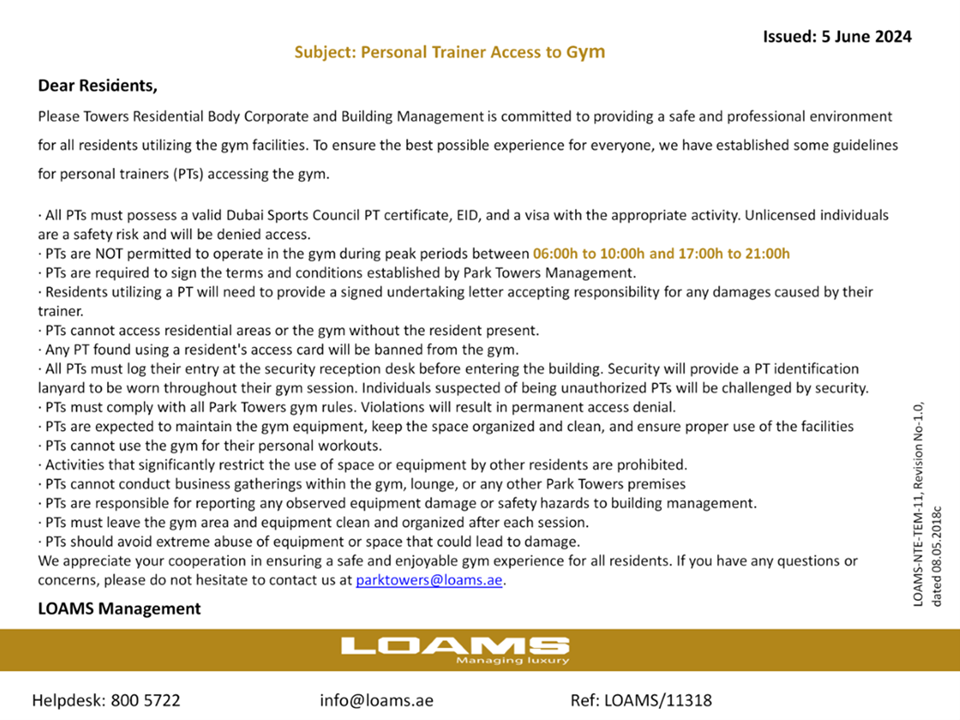 Issued: 5 June 2024
Subject: Personal Trainer Access to Gym
Dear Residents,
Please Towers Residential Body Corporate and Building Management is committed to providing a safe and professional environment
for all residents utilizing the gym facilities. To ensure the best possible experience for everyone, we have established some guidelines
for personal trainers (PTs) accessing the gym.
· All PTs must possess a valid Dubai Sports Council PT certificate, EID, and a visa with the appropriate activity. Unlicensed individuals
are a safety risk and will be denied access.
· PTs are NOT permitted to operate in the gym during peak periods between 06:00h to 10:00h and 17:00h to 21:00h
· PTs are required to sign the terms and conditions established by Park Towers Management.
· Residents utilizing a PT will need to provide a signed undertaking letter accepting responsibility for any damages caused by their
trainer.
· PTs cannot access residential areas or the gym without the resident present.
· Any PT found using a resident's access card will be banned from the gym.
· All PTs must log their entry at the security reception desk before entering the building. Security will provide a PT identification
lanyard to be worn throughout their gym session. Individuals suspected of being unauthorized PTs will be challenged by security.
· PTs must comply with all Park Towers gym rules. Violations will result in permanent access denial.
· PTs are expected to maintain the gym equipment, keep the space organized and clean, and ensure proper use of the facilities
· PTs cannot use the gym for their personal workouts.
· Activities that significantly restrict the use of space or equipment by other residents are prohibited.
· PTs cannot conduct business gatherings within the gym, lounge, or any other Park Towers premises
· PTs are responsible for reporting any observed equipment damage or safety hazards to building management.
· PTs must leave the gym area and equipment clean and organized after each session.
· PTs should avoid extreme abuse of equipment or space that could lead to damage.
We appreciate your cooperation in ensuring a safe and enjoyable gym experience for all residents. If you have any questions or
concerns, please do not hesitate to contact us at parktowers@loams.ae.
LOAMS Management
LOAMS-NTE-TEM-11, Revision No-1.0,
dated 08.05.2018c
LOAMS
Managing luxury
Helpdesk: 800 5722 info@loams.ae Ref: LOAMS/11318